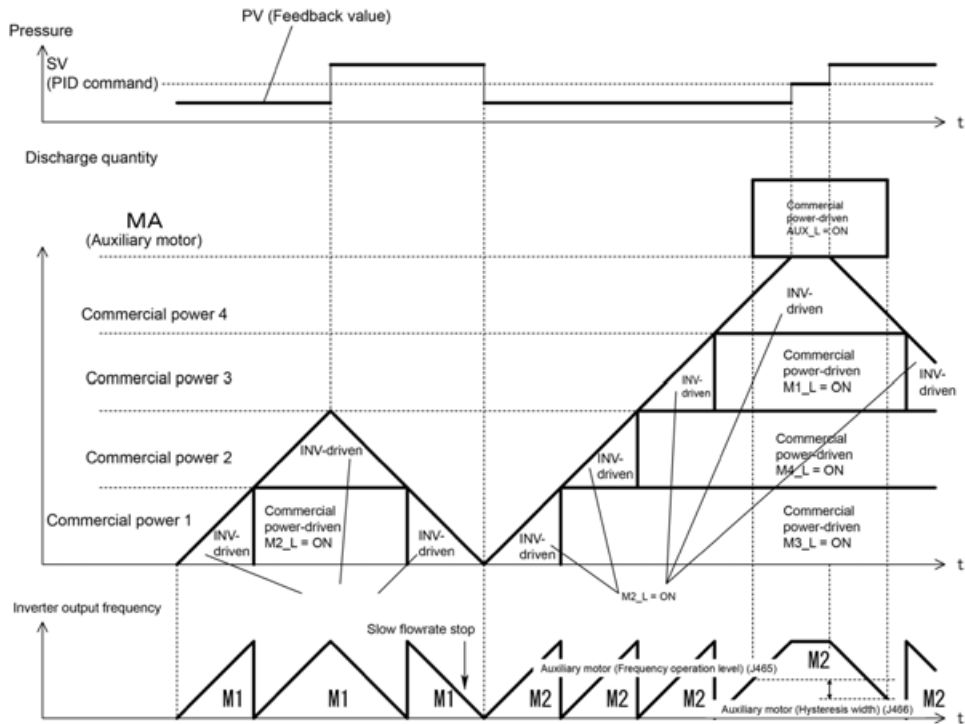 PV (Feedback value)
Pressure
SV
(PID command)
t
Discharge quantity
MA
(Auxiliary motor)
Commercial
power-driven
AUX_L = ON
Commercial power 4
INV-
driven
Commercial power 3
INV-
driven
Commercial
power-driven
M1_L = ON
INV-
driven
Commercial power 2
INV-driven
INV-
driven
Commercial
power-driven
M4_L = ON
Commercial power 1
INV-
driven
Commercial
power-driven
M2_L = ON
INV-
driven
INV-
driven
Commercial
power-driven
M3_L = ON
t
M2_L = ON
Inverter output frequency
Slow flowrate stop
Auxiliary motor (Frequency operation level) (J465)
M1
M1
M1
M2
M2
M2
M2
M2
Auxiliary motor (Hysteresis width) (J466)
t